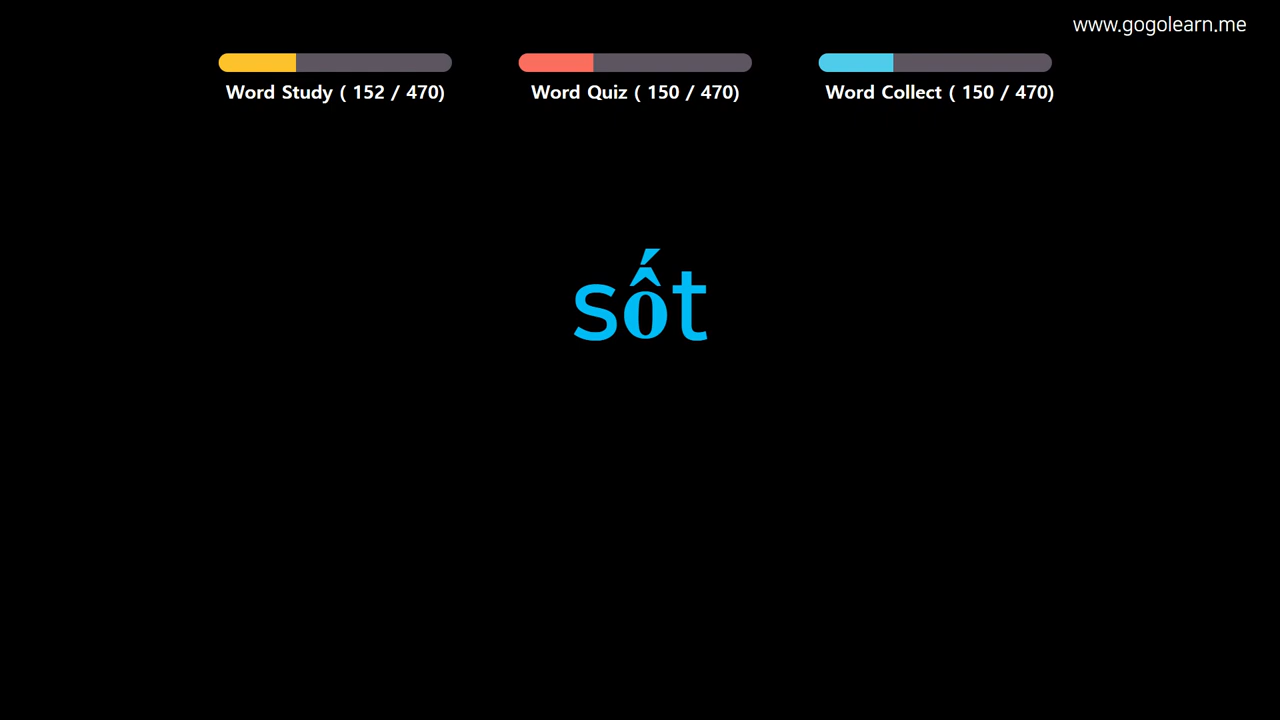 www.gogolearn.me
Word Study ( 152 / 470)
Word Quiz ( 150 / 470)
Word Collect ( 150 / 470)
sốt